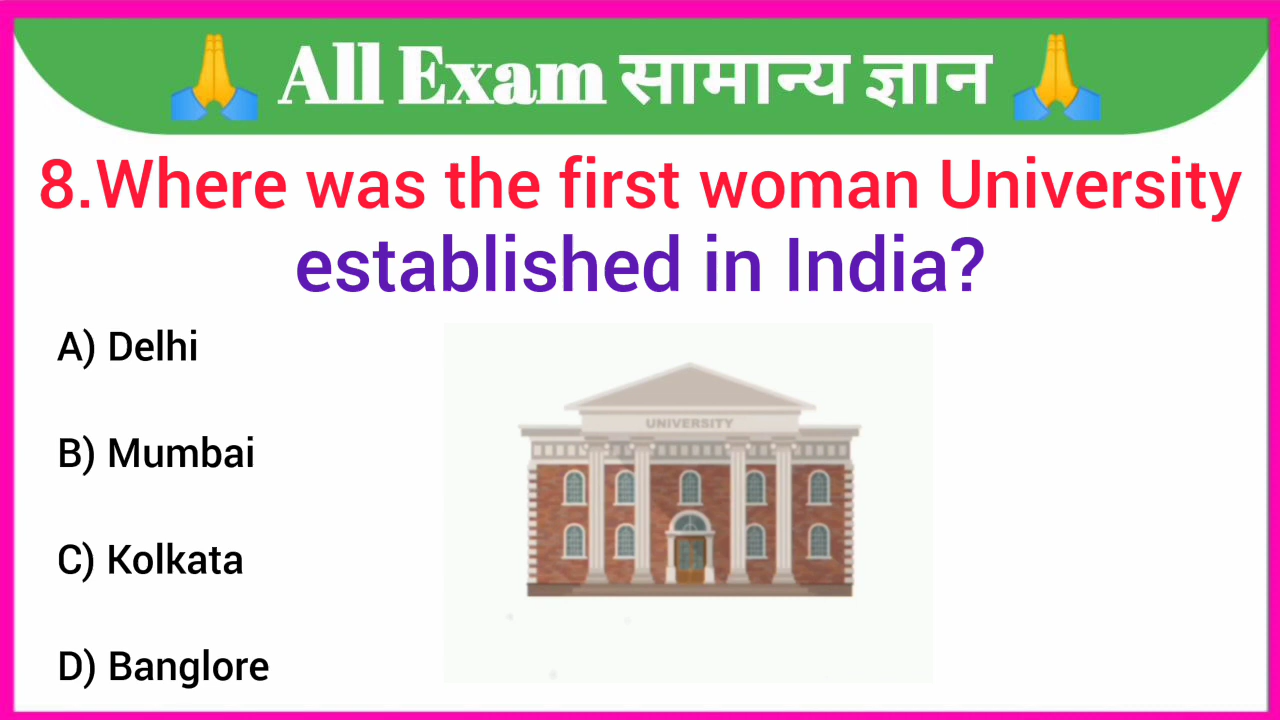 🙏 All Exam सामान्य ज्ञान 🙏
8.Where was the first woman University
established in India?
A) Delhi
B) Mumbai
C) Kolkata
D) Banglore
UNIVERSITY